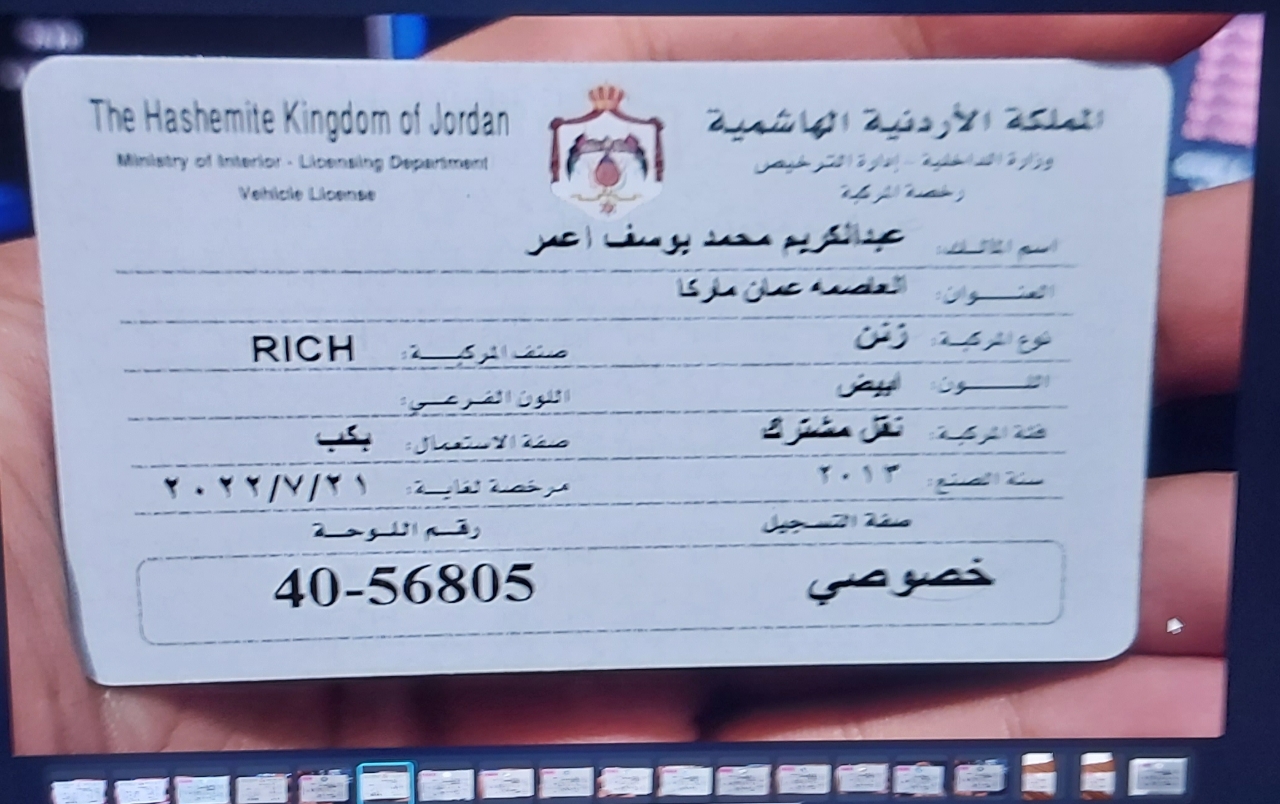 The Hashemite Kingdom of Jordan
Ministry of Interior - Licensing Department
Vehicle License
المملكة الأردنية الهاشمية
وزارة الداخلية - إدارة الترخيص
رخصة المركبة
اسم المالك: عبدالكريم محمد يوسف اعمر
العنوان: العاصمه عمان ماركا
نوع المركبة: زتن صنف المركبة: RICH
اللون: ابيض اللون الفرعي:
فئة المركبة: نقل مشترك صفة الاستعمال: بكب
سنة الصنع: ٢٠١٣ مرخصة لغاية: ٢٠٢٢/٧/٢١
صفة التسجيل رقم اللوحة
خصوصي 40-56805